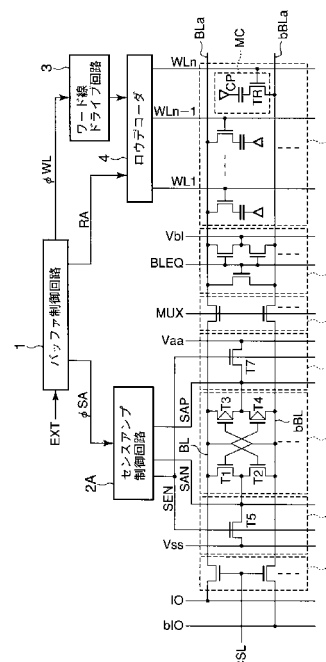 EXT
1
バッファ制御回路
φWL
3
ワード線
ドライブ回路
RA
4
ロウデコーダ
φSA
2A
センスアンプ
制御回路
SAP
SAN
SEN
BLa
MC
WLn
CP
TR
WLn-1
WL1
bBLa
Vbl
BLEQ
MUX
Vaa
T7
BL
T3
T4
T1
T2
bBL
T5
Vss
IO
bIO
SSL